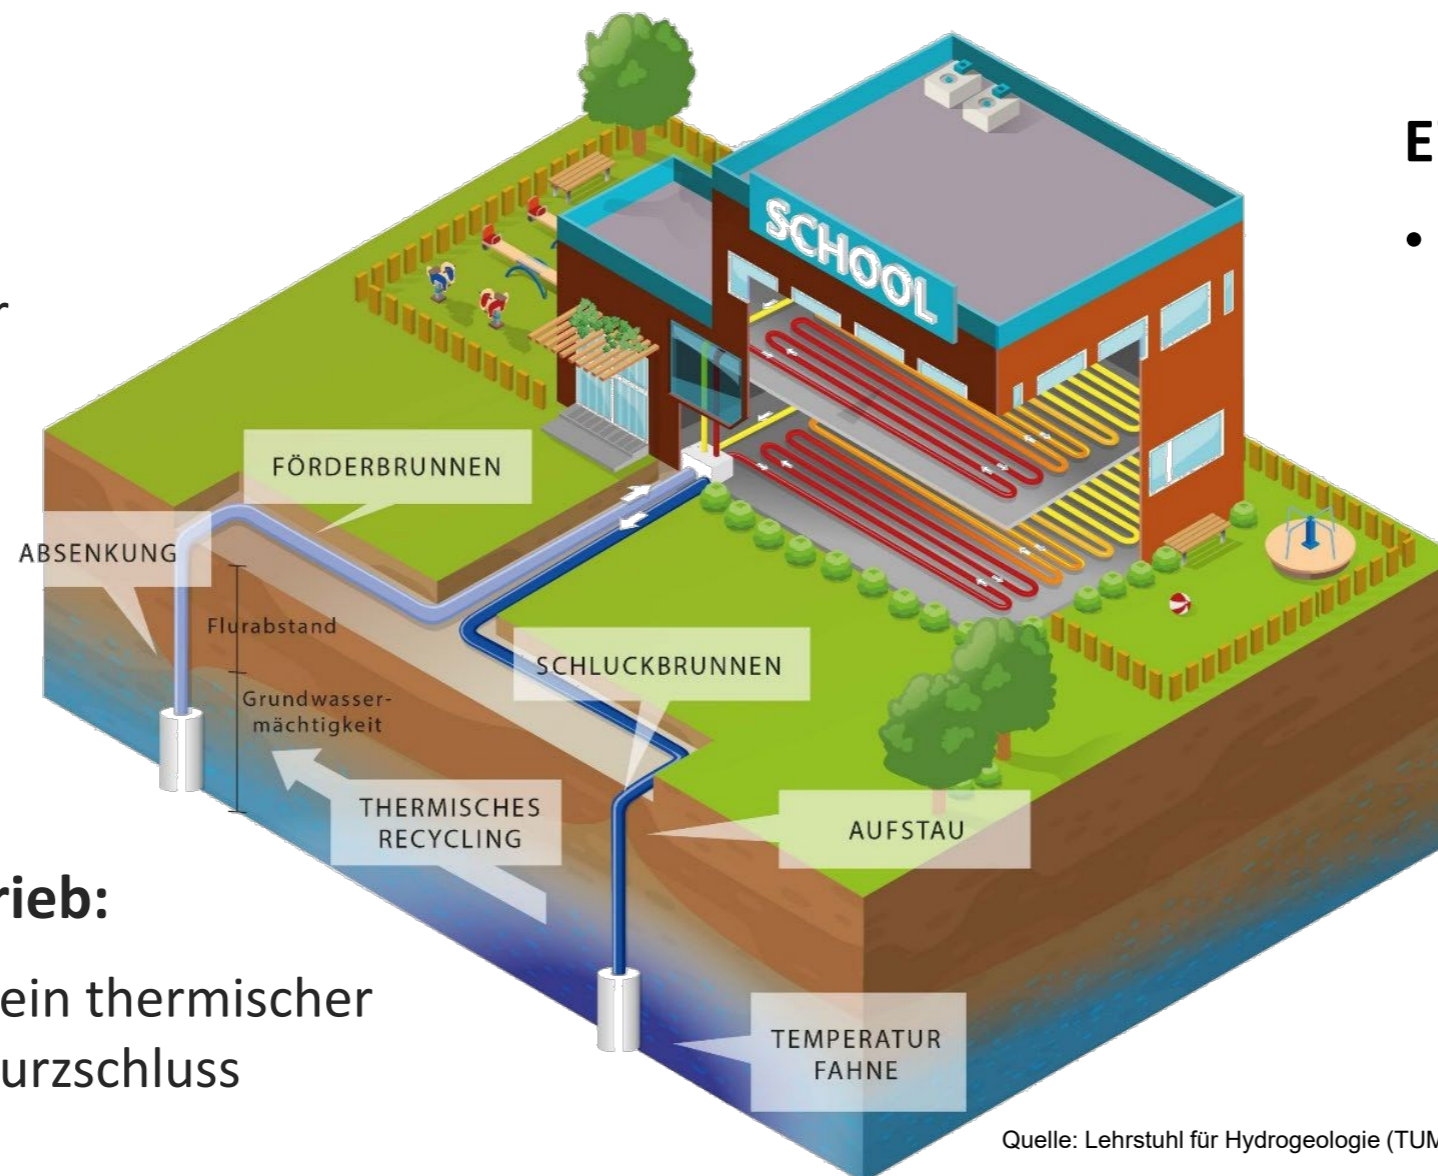 E
•
r
SCHOOL
FÖRDERBRUNNEN
ABSENKUNG
Flurabstand
SCHLUCKBRUNNEN
Grundwasser-
mächtigkeit
THERMISCHES
RECYCLING
AUFSTAU
rieb:
ein thermischer
urzschluss
TEMPERATUR
FAHNE
Quelle: Lehrstuhl für Hydrogeologie (TUM